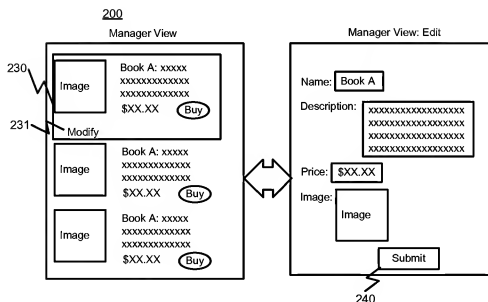 200
Manager View
Manager View: Edit
230
Image
Book A: xxxxx
xxxxxxxxxxxxx
xxxxxxxxxxxxx
$XX.XX
Buy
231
Modify
Image
Book A: xxxxx
xxxxxxxxxxxxx
xxxxxxxxxxxxx
$XX.XX
Buy
Image
Book A: xxxxx
xxxxxxxxxxxxx
xxxxxxxxxxxxx
$XX.XX
Buy
Name:
Book A
Description:
xxxxxxxxxxxxxxxxxx
xxxxxxxxxxxxxxxxxx
xxxxxxxxxxxxxxxxxx
xxxxxxxxxxxxxxxxxx
Price:
$XX.XX
Image:
Image
Submit
240